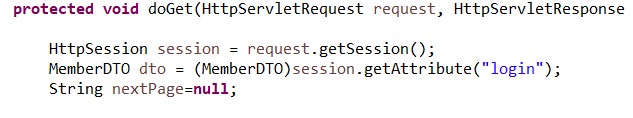 protected void doGet(HttpServletRequest request, HttpServletResponse
HttpSession session = request.getSession();
MemberDTO dto = (MemberDTO)session.getAttribute("login");
String nextPage=null;